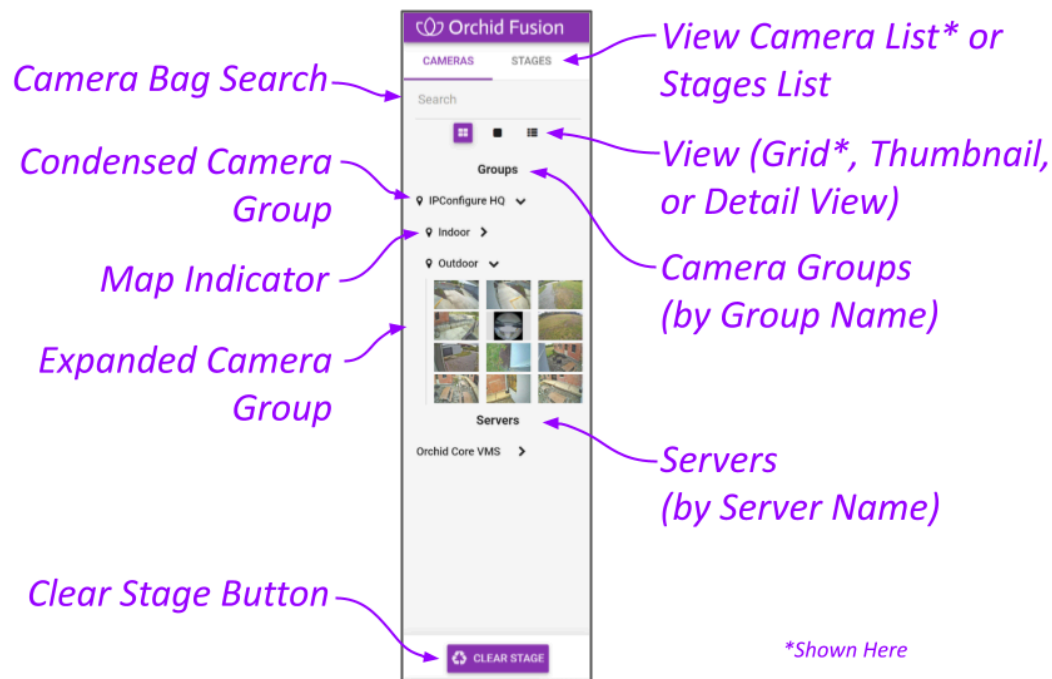 Orchid Fusion
CAMERAS STAGES
Search
Groups
IPConfigure HQ
Indoor
Outdoor
Servers
Orchid Core VMS
CLEAR STAGE
Camera Bag Search
Condensed Camera
Group
Map Indicator
Expanded Camera
Group
Clear Stage Button
View Camera List* or
Stages List
View (Grid*, Thumbnail,
or Detail View)
Camera Groups
(by Group Name)
Servers
(by Server Name)
*Shown Here